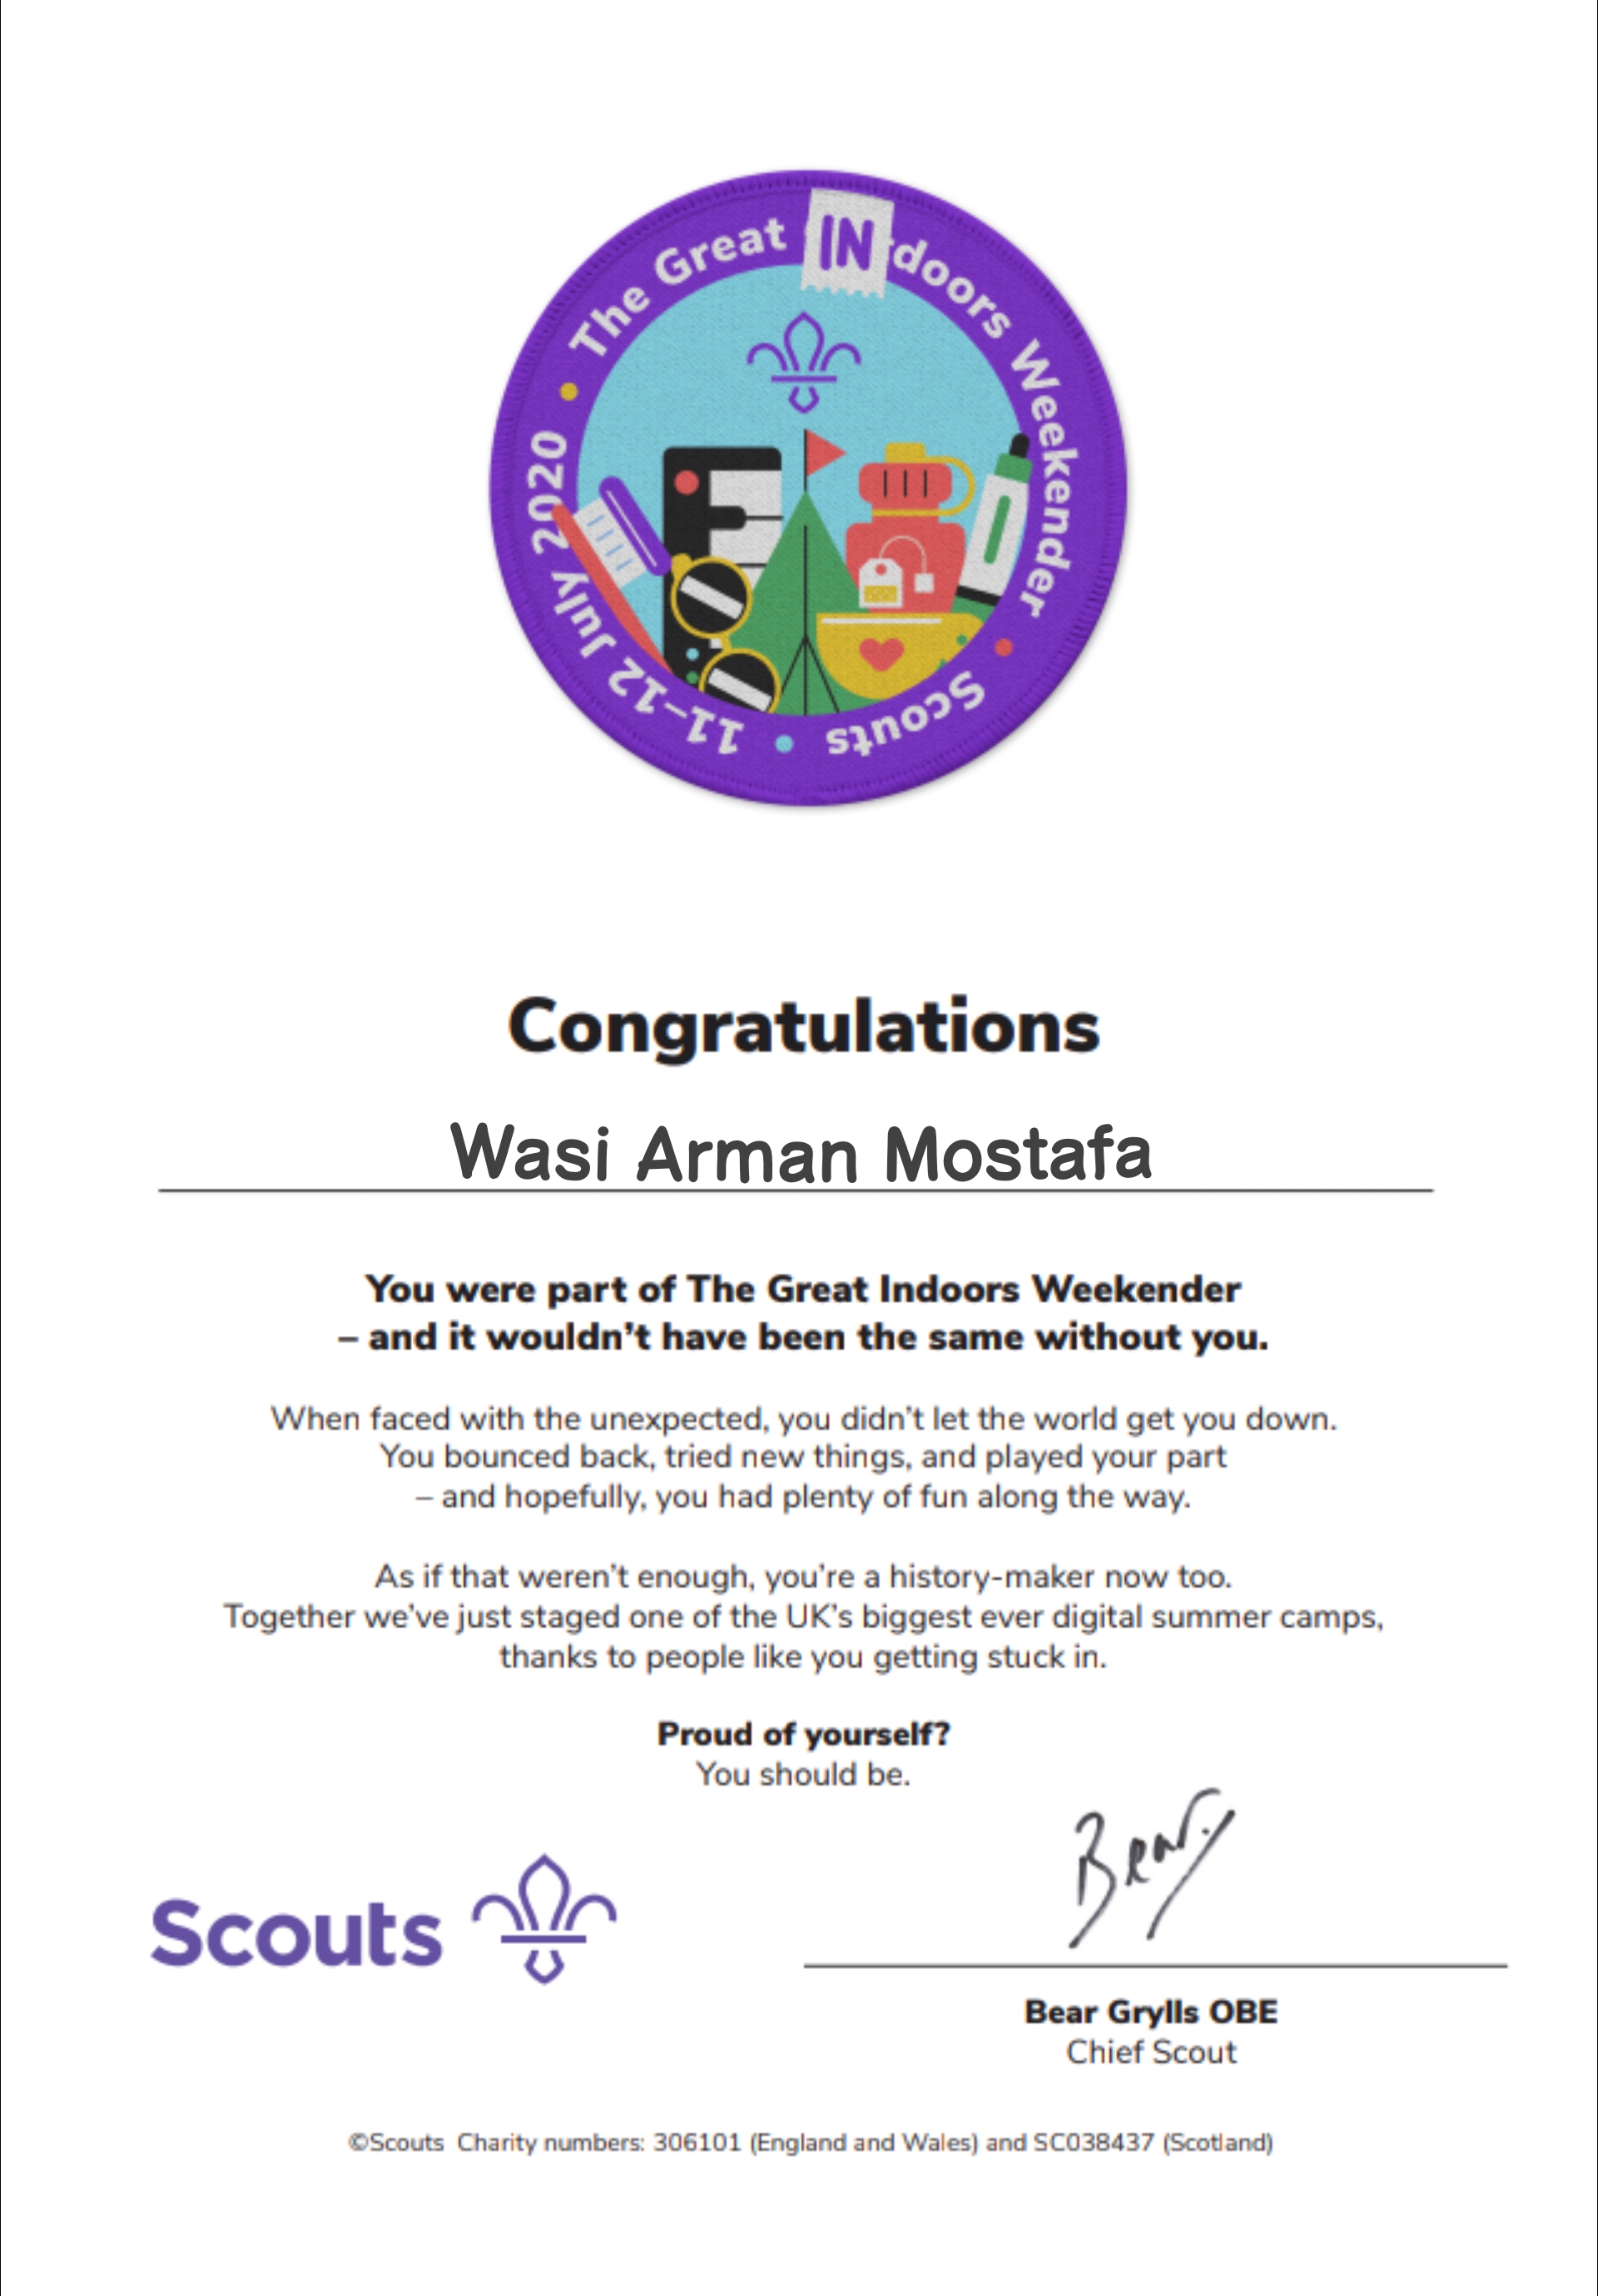 The Great INdoors Weekender
Scouts
11–12 July 2020
Congratulations
Wasi Arman Mostafa
You were part of The Great Indoors Weekender
– and it wouldn’t have been the same without you.
When faced with the unexpected, you didn’t let the world get you down.
You bounced back, tried new things, and played your part
– and hopefully, you had plenty of fun along the way.
As if that weren’t enough, you’re a history-maker now too.
Together we’ve just staged one of the UK’s biggest ever digital summer camps,
thanks to people like you getting stuck in.
Proud of yourself?
You should be.
Bear.
Scouts
Bear Grylls OBE
Chief Scout
©Scouts Charity numbers: 306101 (England and Wales) and SC038437 (Scotland)